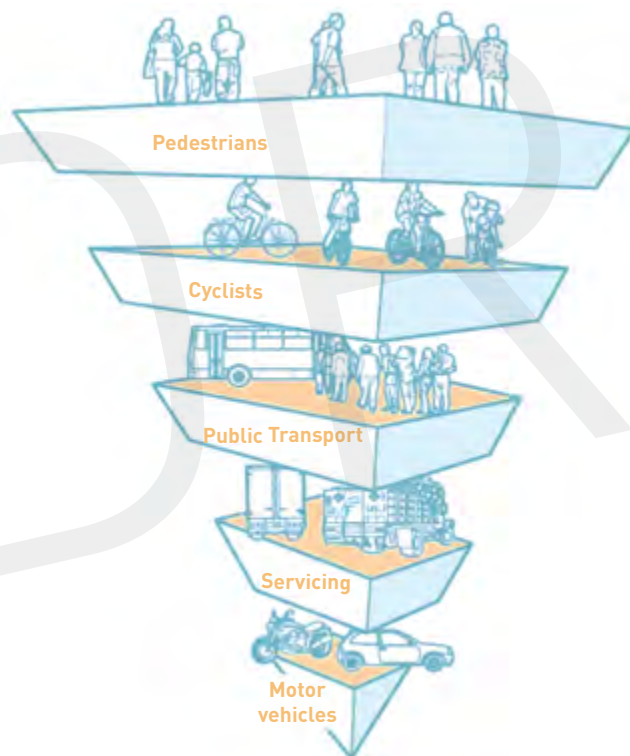 Pedestrians
Cyclists
Public Transport
Servicing
Motor
vehicles